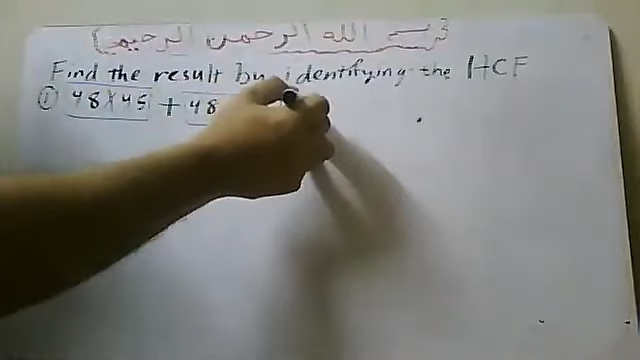 بسم الله الرحمن الرحيم
Find the result by identifying the HCF
① 48×45 + 48